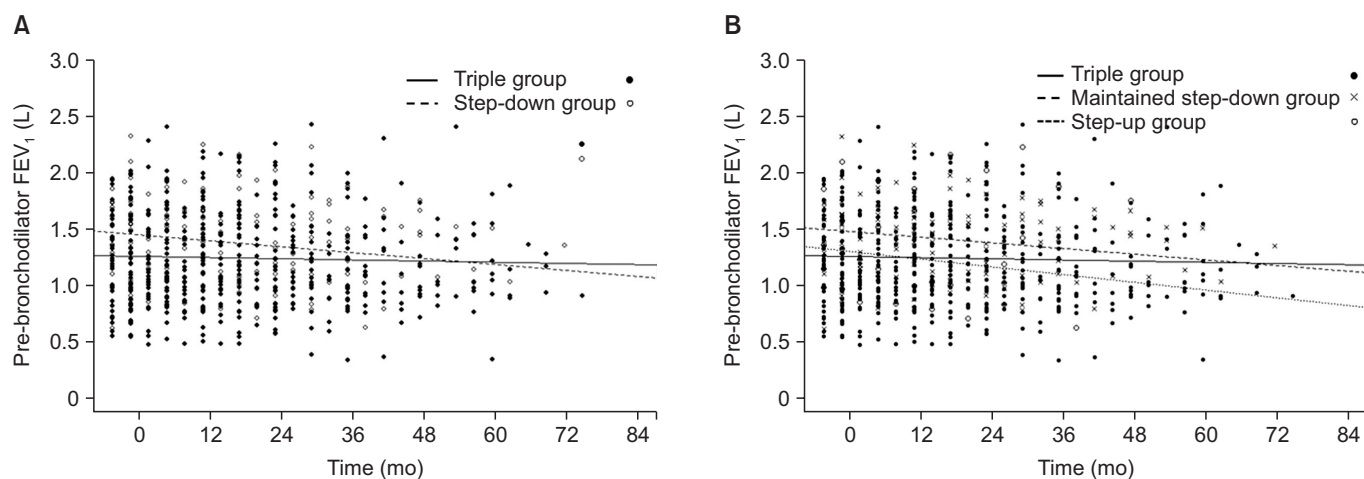 A
Pre-bronchodilator FEV₁ (L)
3.0
2.5
2.0
1.5
1.0
0.5
0
Triple group
Step-down group
0 12 24 36 48 60 72 84
Time (mo)
B
Pre-bronchodilator FEV₁ (L)
3.0
2.5
2.0
1.5
1.0
0.5
0
Triple group
Maintained step-down group
Step-up group
0 12 24 36 48 60 72 84
Time (mo)